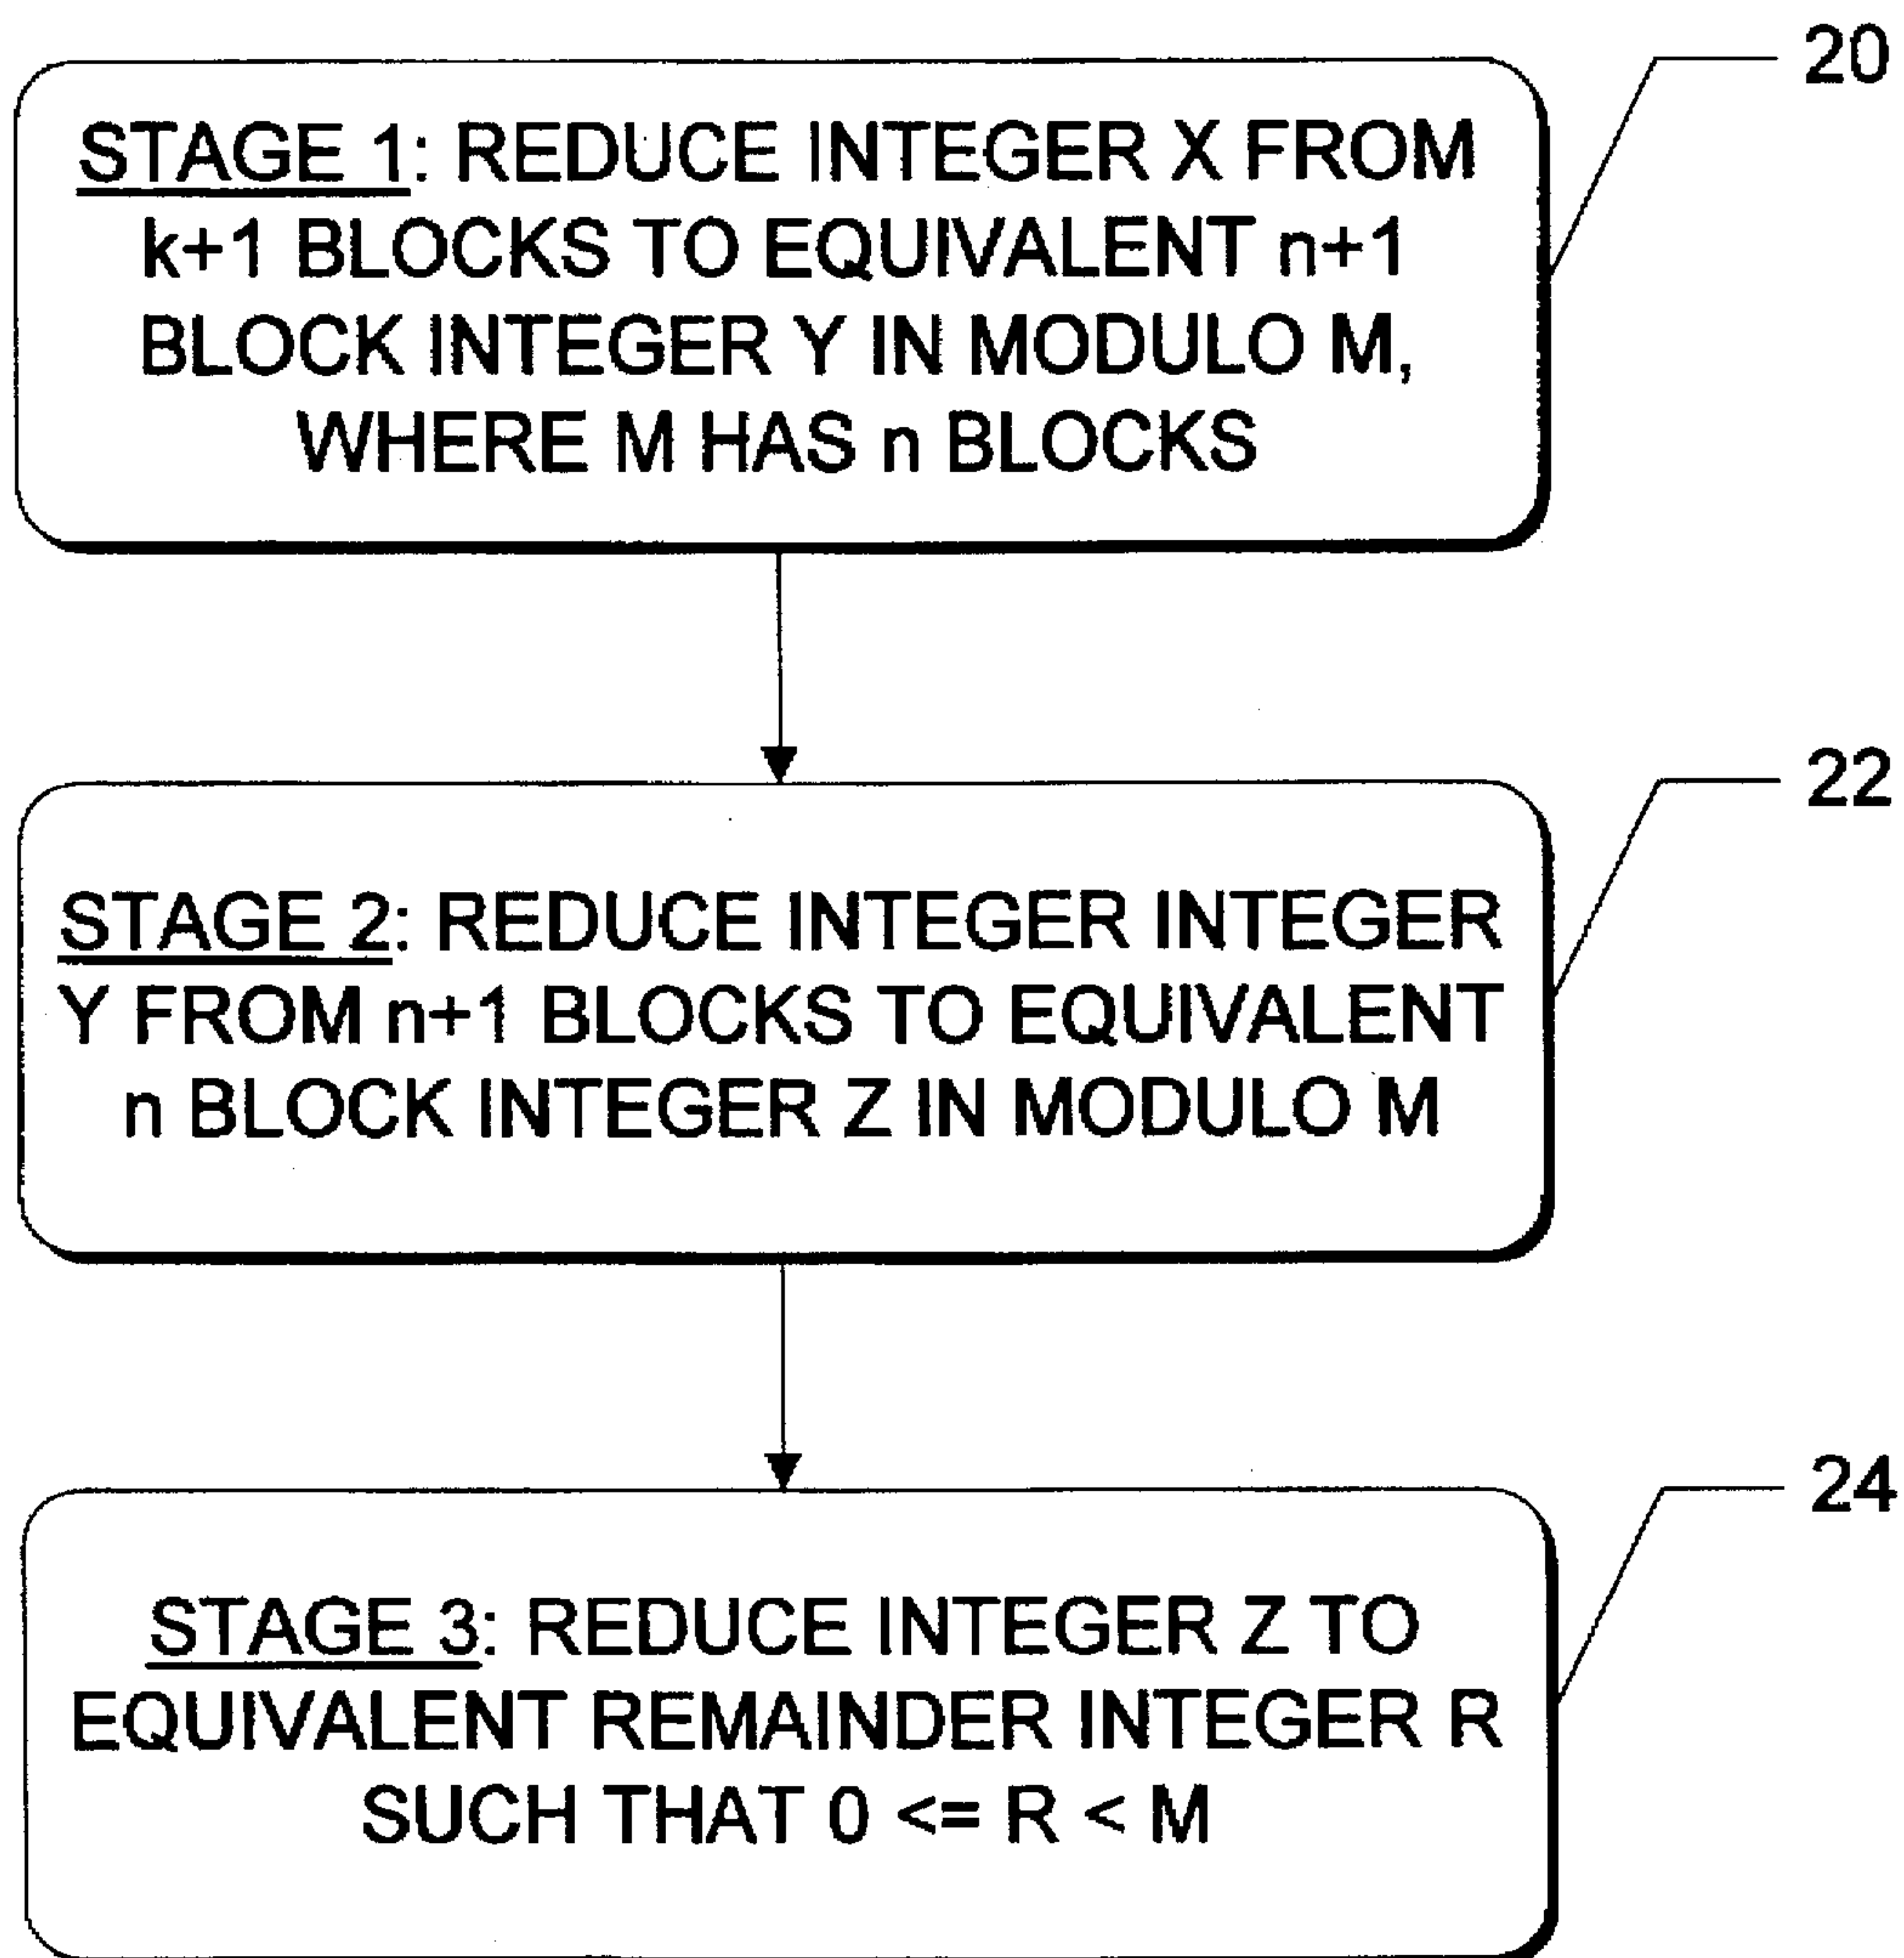 20
STAGE 1: REDUCE INTEGER X FROM
k+1 BLOCKS TO EQUIVALENT n+1
BLOCK INTEGER Y IN MODULO M,
WHERE M HAS n BLOCKS
22
STAGE 2: REDUCE INTEGER INTEGER
Y FROM n+1 BLOCKS TO EQUIVALENT
n BLOCK INTEGER Z IN MODULO M
24
STAGE 3: REDUCE INTEGER Z TO
EQUIVALENT REMAINDER INTEGER R
SUCH THAT 0 <= R < M